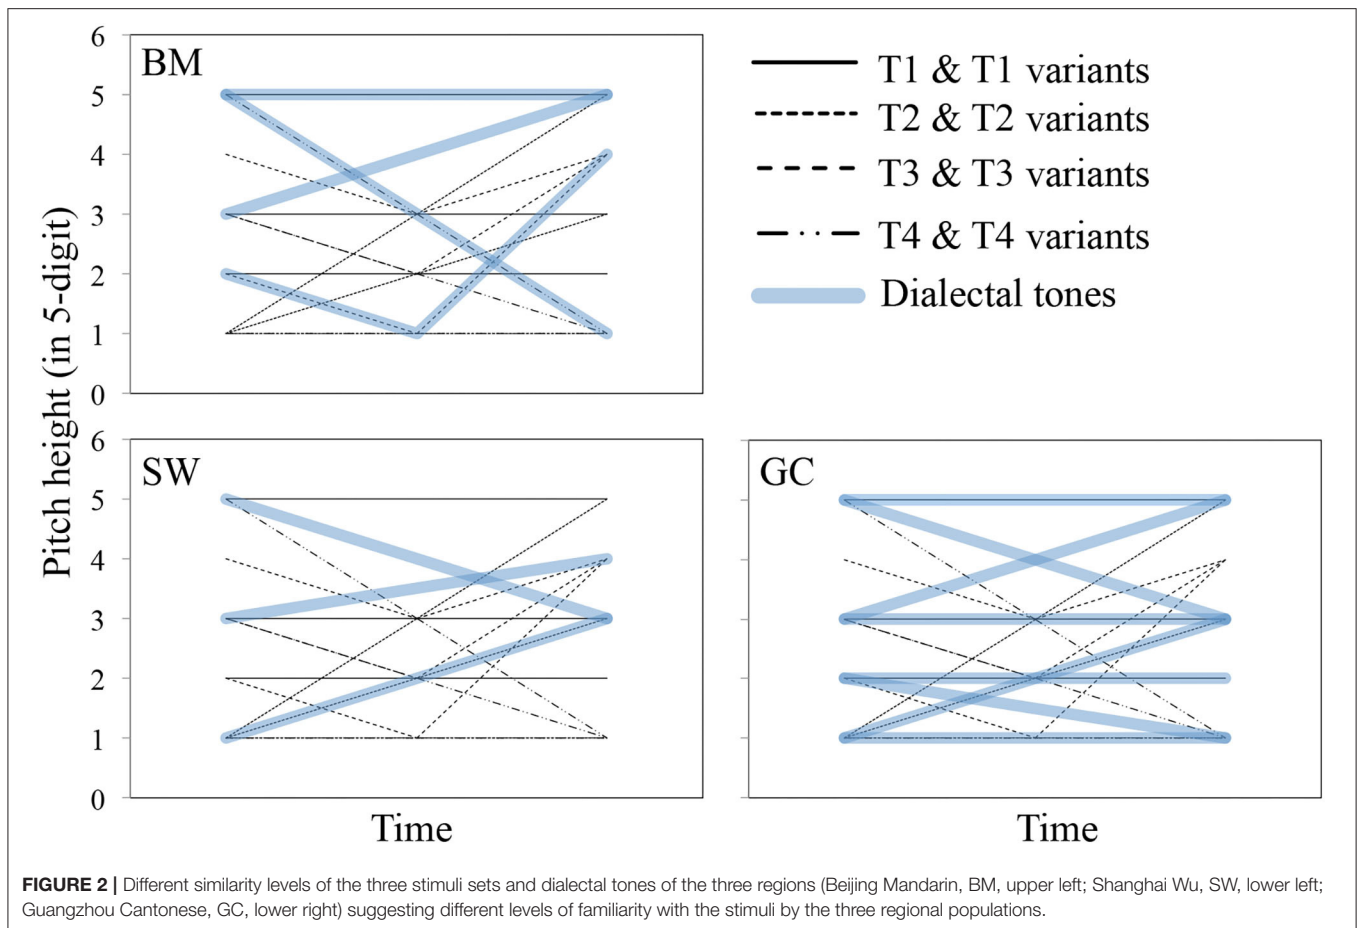 BM
6
5
4
3
2
1
0
T1 & T1 variants
T2 & T2 variants
T3 & T3 variants
T4 & T4 variants
Dialectal tones
Pitch height (in 5-digit)
SW
6
5
4
3
2
1
0
Time
GC
Time
FIGURE 2 | Different similarity levels of the three stimuli sets and dialectal tones of the three regions (Beijing Mandarin, BM, upper left; Shanghai Wu, SW, lower left;
Guangzhou Cantonese, GC, lower right) suggesting different levels of familiarity with the stimuli by the three regional populations.